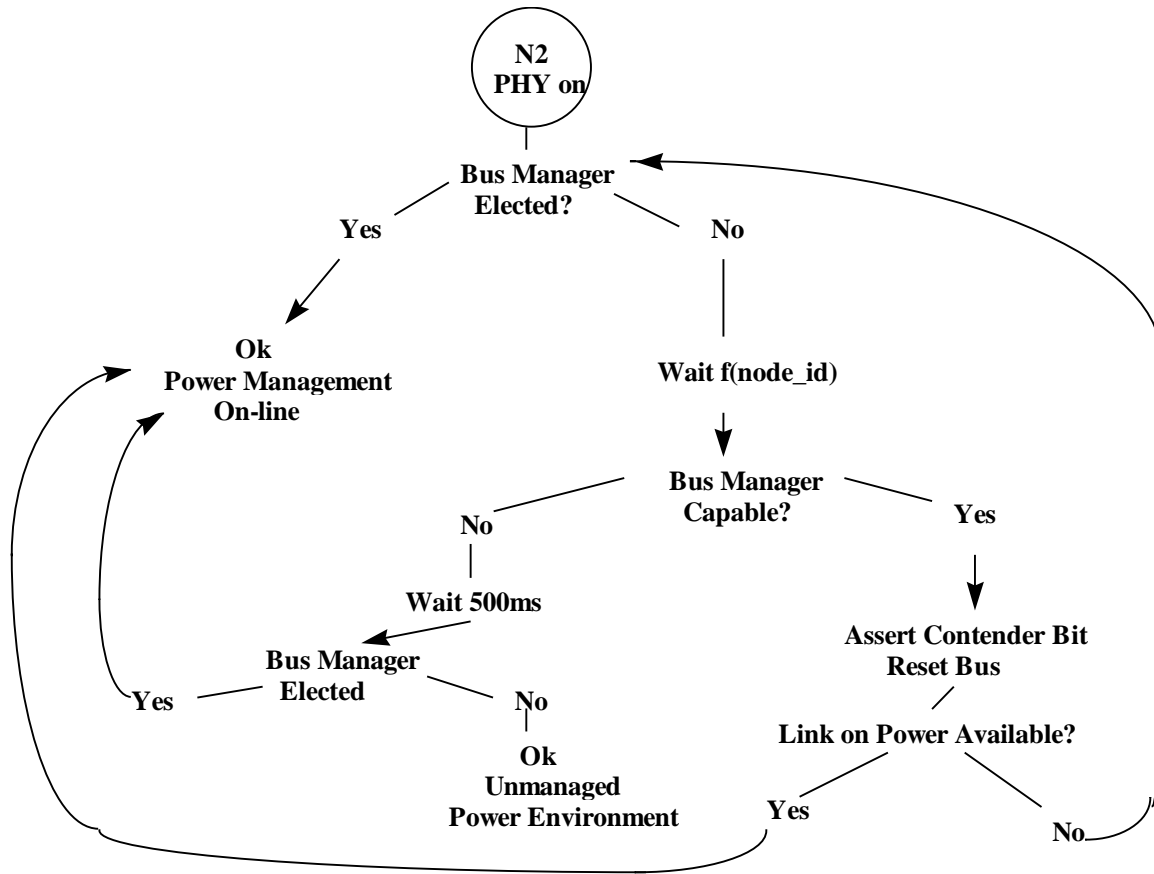 N2
PHY on
Bus Manager
Elected?
Yes
No
Ok
Power Management
On-line
Wait f(node_id)
Bus Manager
Capable?
No
Yes
Wait 500ms
Assert Contender Bit
Reset Bus
Bus Manager
Elected
Yes
No
Link on Power Available?
Ok
Unmanaged
Power Environment
Yes
No